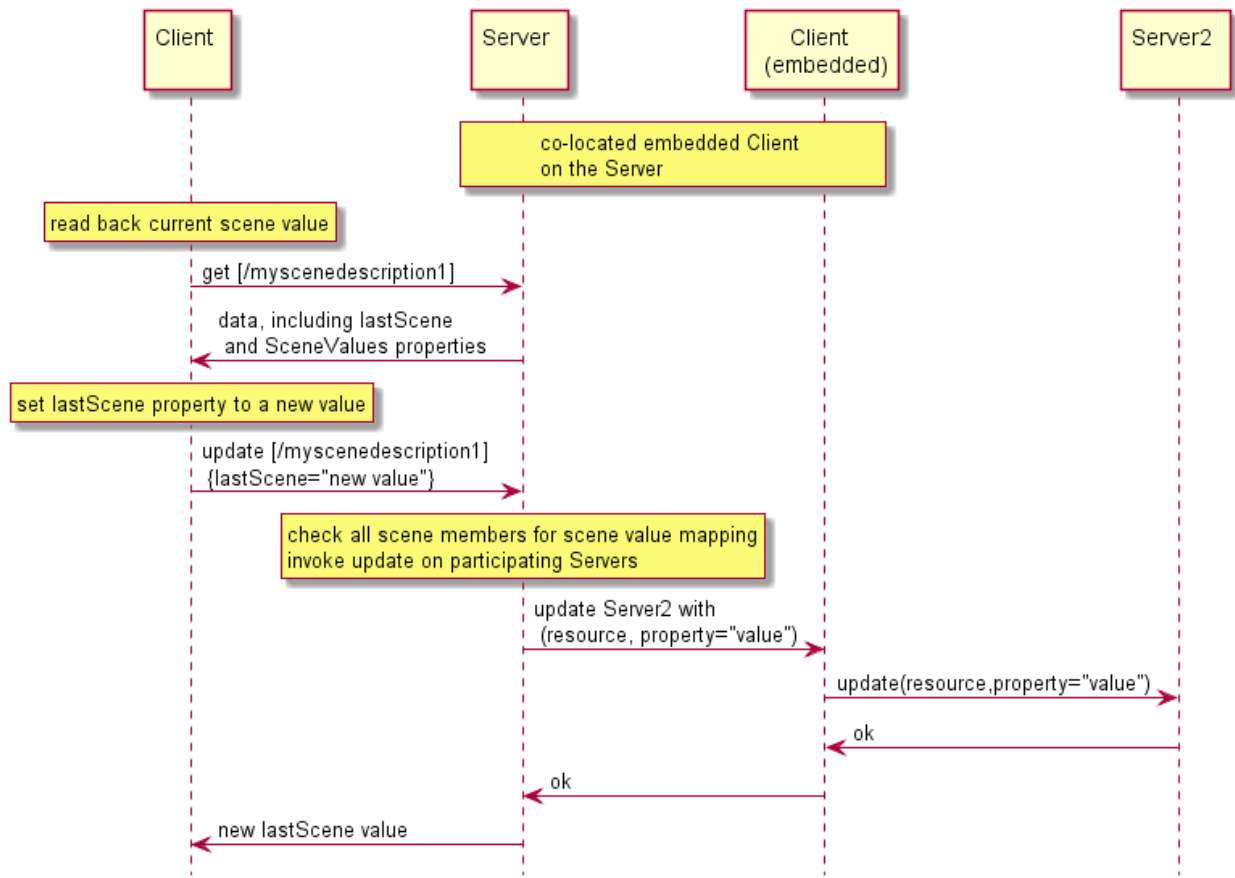 Client
Server
Client
(embedded)
Server2
co-located embedded Client
on the Server
read back current scene value
get [/myscenedescription1]
data, including lastScene
and SceneValues properties
set lastScene property to a new value
update [/myscenedescription1]
{lastScene="new value"}
check all scene members for scene value mapping
invoke update on participating Servers
update Server2 with
(resource, property="value")
update(resource,property="value")
ok
ok
new lastScene value